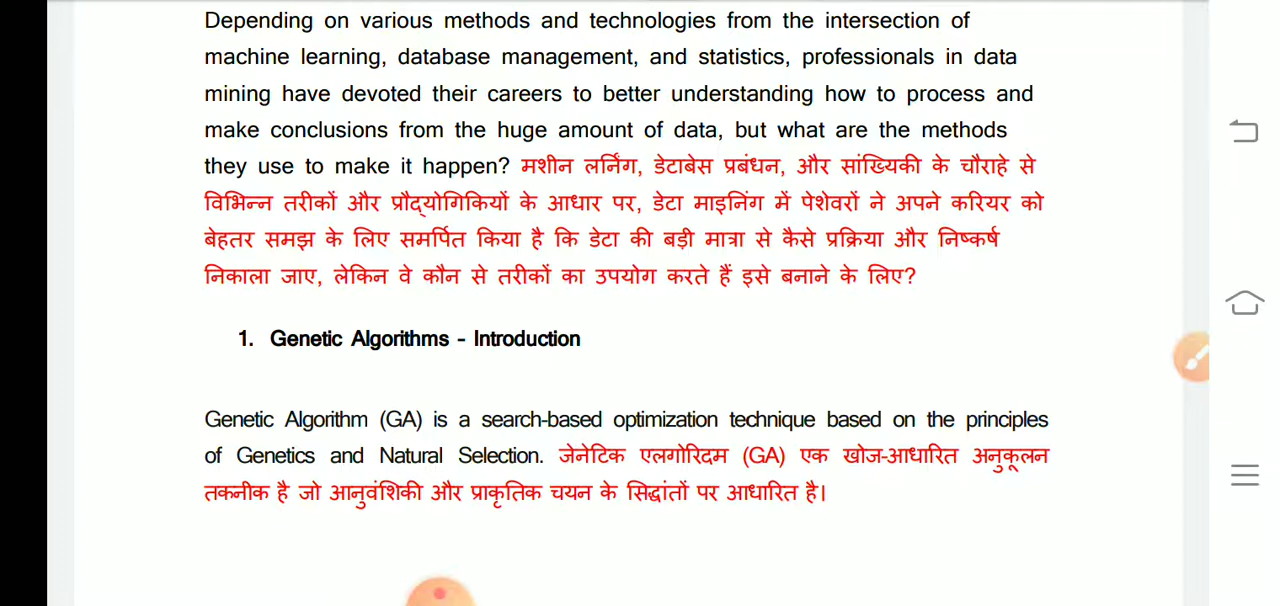 Depending on various methods and technologies from the intersection of
machine learning, database management, and statistics, professionals in data
mining have devoted their careers to better understanding how to process and
make conclusions from the huge amount of data, but what are the methods
they use to make it happen? मशीन लर्निंग, डेटाबेस प्रबंधन, और सांख्यिकी के चौराहे से
विभिन्न तरीकों और प्रौद्योगिकियों के आधार पर, डेटा माइनिंग में पेशेवरों ने अपने करियर को
बेहतर समझ के लिए समर्पित किया है कि डेटा की बड़ी मात्रा से कैसे प्रक्रिया और निष्कर्ष
निकाला जाए, लेकिन वे कौन से तरीकों का उपयोग करते हैं इसे बनाने के लिए?
1. Genetic Algorithms - Introduction
Genetic Algorithm (GA) is a search-based optimization technique based on the principles
of Genetics and Natural Selection. जेनेटिक एलगोरिदम (GA) एक खोज-आधारित अनुकूलन
तकनीक है जो आनुवंशिकी और प्राकृतिक चयन के सिद्धांतों पर आधारित है।